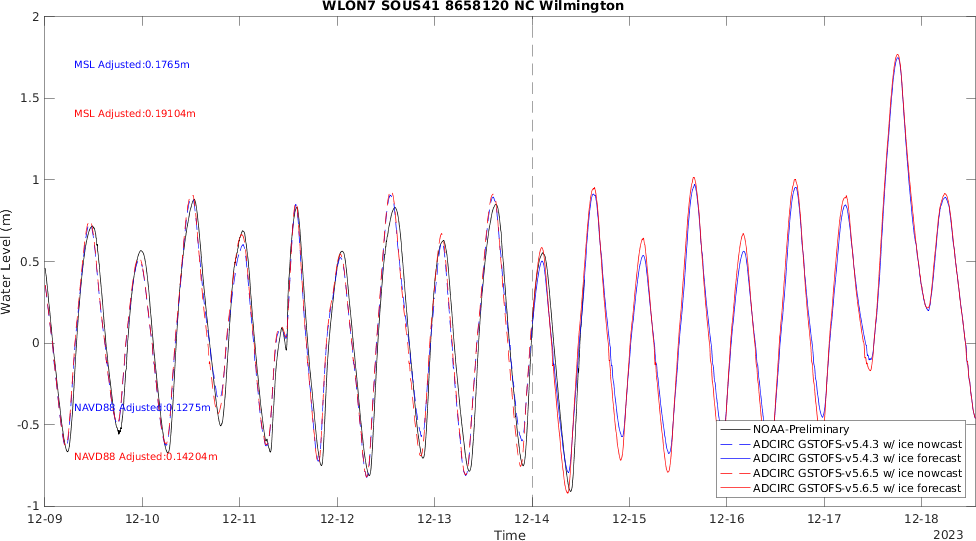 WLON7 SOUS41 8658120 NC Wilmington
2
MSL Adjusted:0.1765m
1.5
MSL Adjusted:0.19104m
1
Water Level (m)
0.5
0
NAVD88 Adjusted:0.1275m
-0.5
NOAA-Preliminary
ADCIRC GSTOFS-v5.4.3 w/ ice nowcast
ADCIRC GSTOFS-v5.4.3 w/ ice forecast
NAVD88 Adjusted:0.14204m
ADCIRC GSTOFS-v5.6.5 w/ ice nowcast
ADCIRC GSTOFS-v5.6.5 w/ ice forecast
-1
12-09 12-10 12-11 12-12 12-13 12-14 12-15 12-16 12-17 12-18
Time
2023